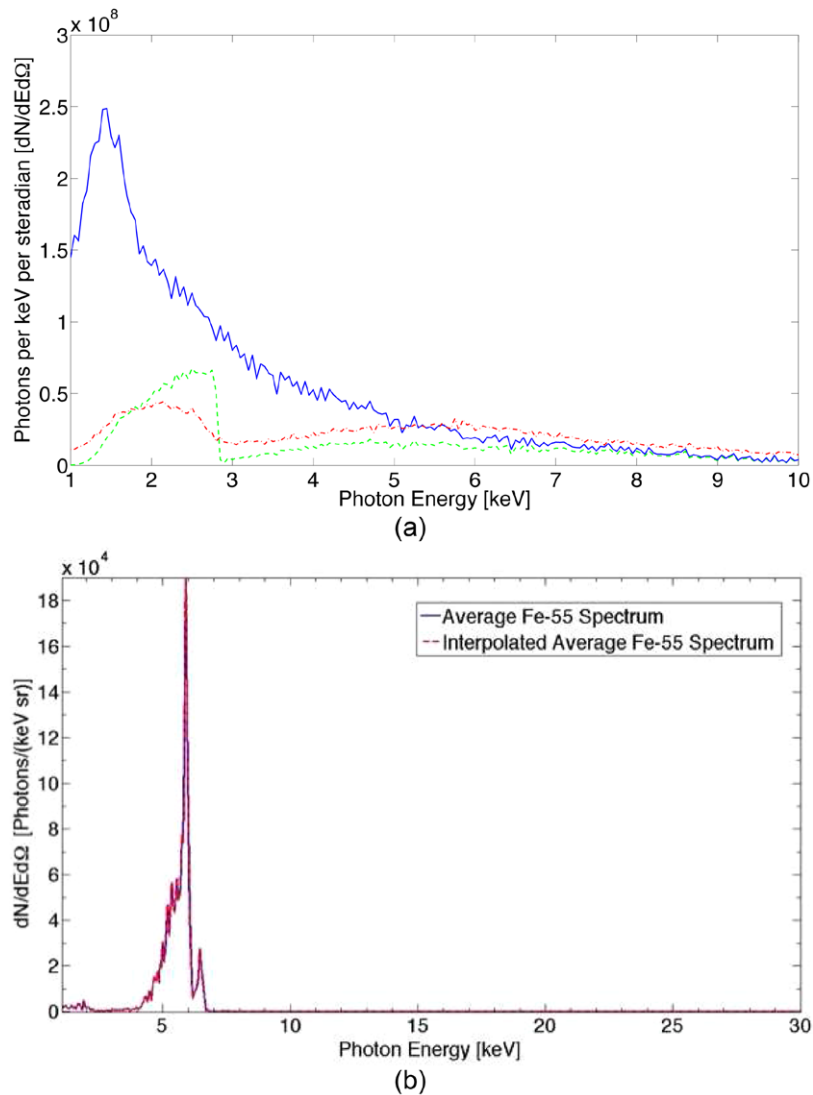 × 10^8
3
2.5
2
1.5
1
0.5
0
Photons per keV per steradian [dN/dEdΩ]
1 2 3 4 5 6 7 8 9 10
Photon Energy [keV]
(a)
× 10^4
18
16
14
12
10
8
6
4
2
0
dN/dEdΩ [Photons/(keV sr)]
Average Fe-55 Spectrum
Interpolated Average Fe-55 Spectrum
5 10 15 20 25 30
Photon Energy [keV]
(b)